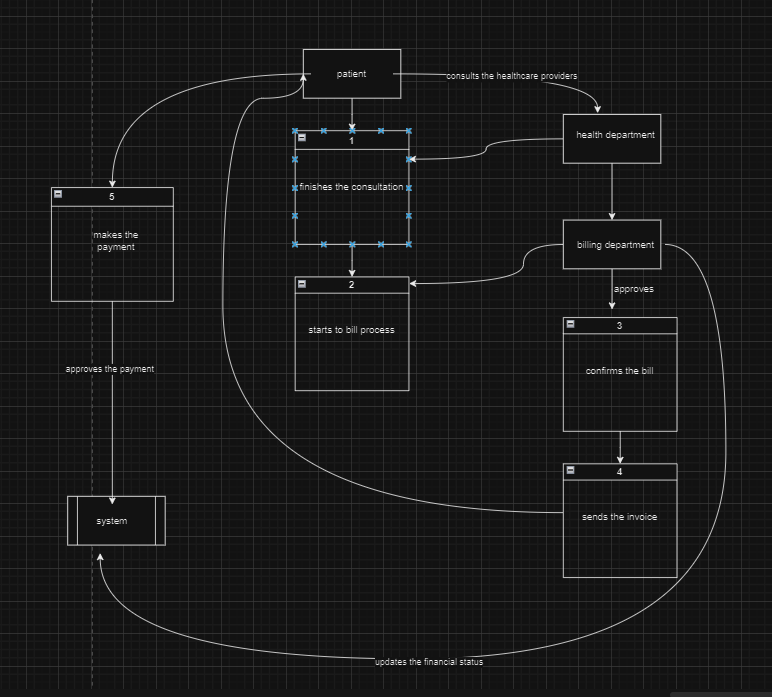 patient
consults the healthcare providers
health department
1
finishes the consultation
5
makes the
payment
billing department
2
approves
starts to bill process
3
confirms the bill
approves the payment
4
sends the invoice
system
updates the financial status